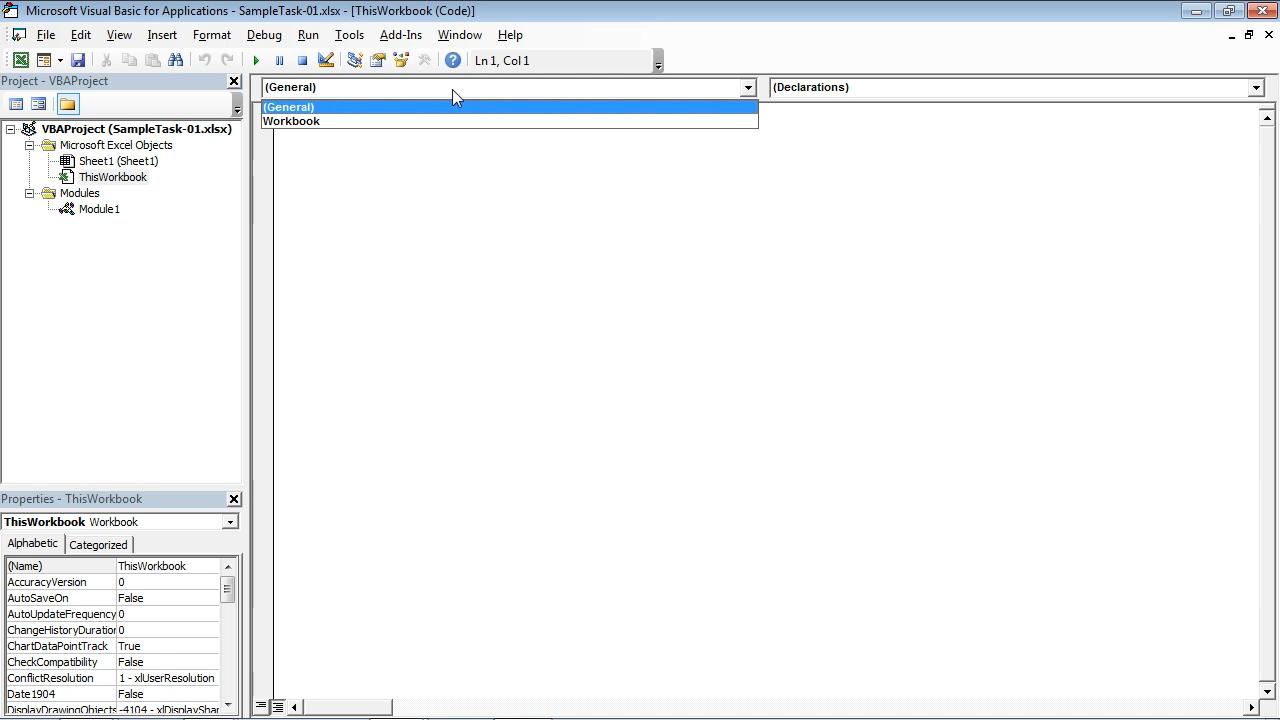 Microsoft Visual Basic for Applications - SampleTask-01.xlsx - [ThisWorkbook (Code)]
File Edit View Insert Format Debug Run Tools Add-Ins Window Help
Ln 1, Col 1
Project - VBAProject
(General)
(Declarations)
(General)
Workbook
VBAProject (SampleTask-01.xlsx)
Microsoft Excel Objects
Sheet1 (Sheet1)
ThisWorkbook
Modules
Module1
Properties - ThisWorkbook
ThisWorkbook Workbook
Alphabetic Categorized
(Name) ThisWorkbook
AccuracyVersion 0
AutoSaveOn False
AutoUpdateFrequency 0
ChangeHistoryDuration 0
ChartDataPointTrack True
CheckCompatibility False
ConflictResolution 1 - xlUserResolution
Date1904 False
DisplayDrawingObjects -4104 - xlDisplayShap